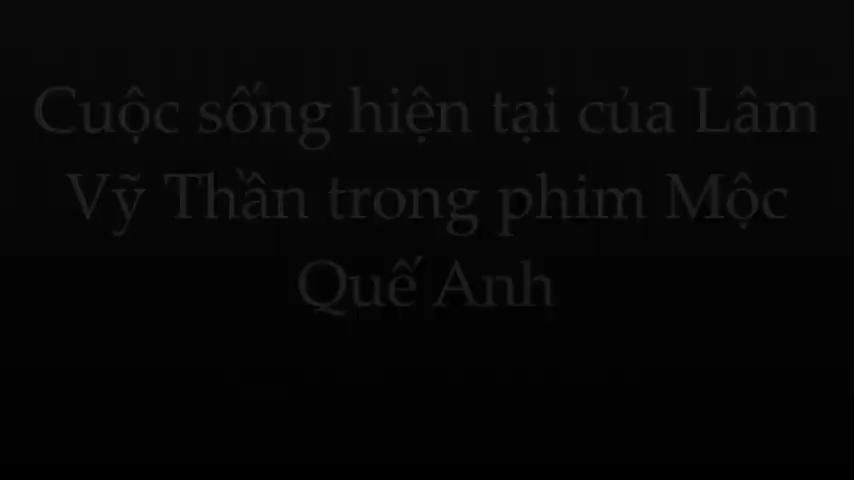 Cuộc sống hiện tại của Lâm
Vỹ Thần trong phim Mộc
Quế Anh